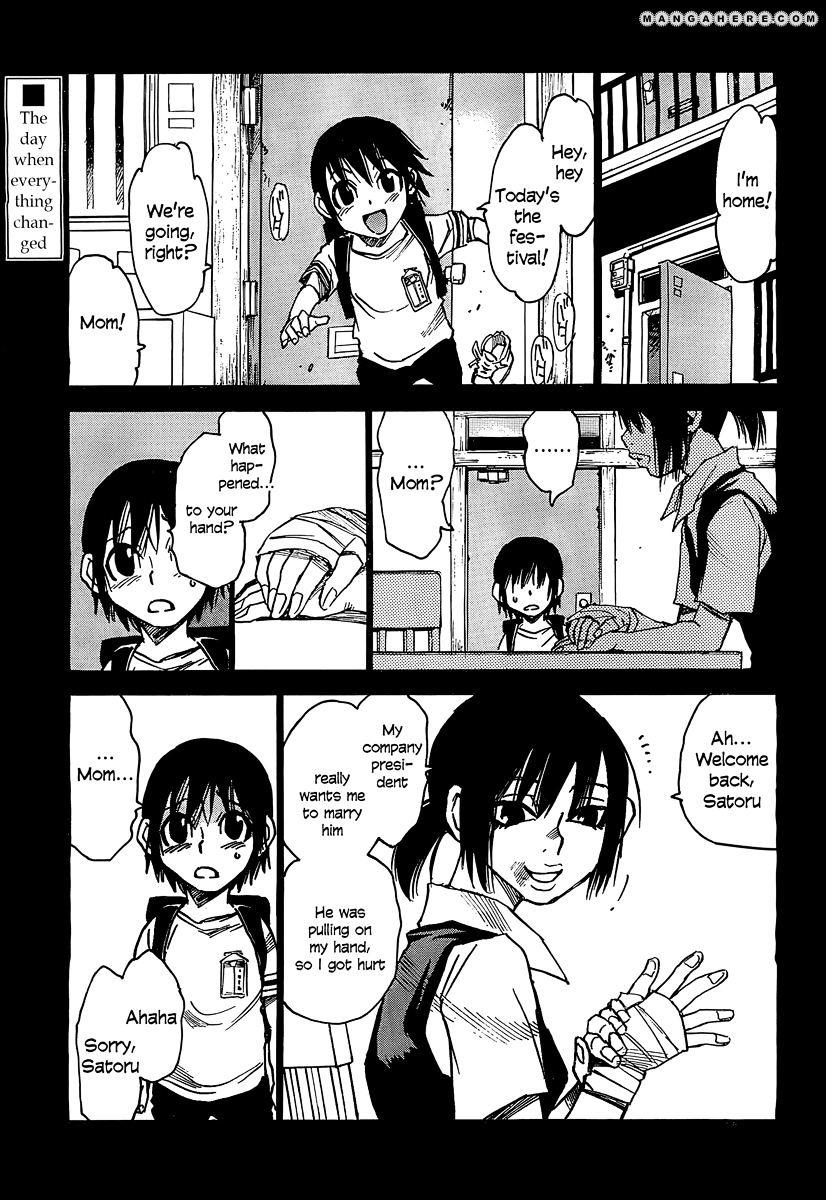 MANGAHERE.COM
The
day
when
every-
thing
chan-
ged
I'm
home!
Hey,
hey
Today's
the
fes-
tival!
We're
going,
right?
Mom!
........
...
Mom?
What
hap-
pened...
to your
hand?
Ah...
Welcome
back,
Satoru
My
company
presi-
dent
really
wants me
to marry
him
He was
pulling on
my hand,
so I got hurt
...
Mom...
Ahaha
Sorry,
Satoru